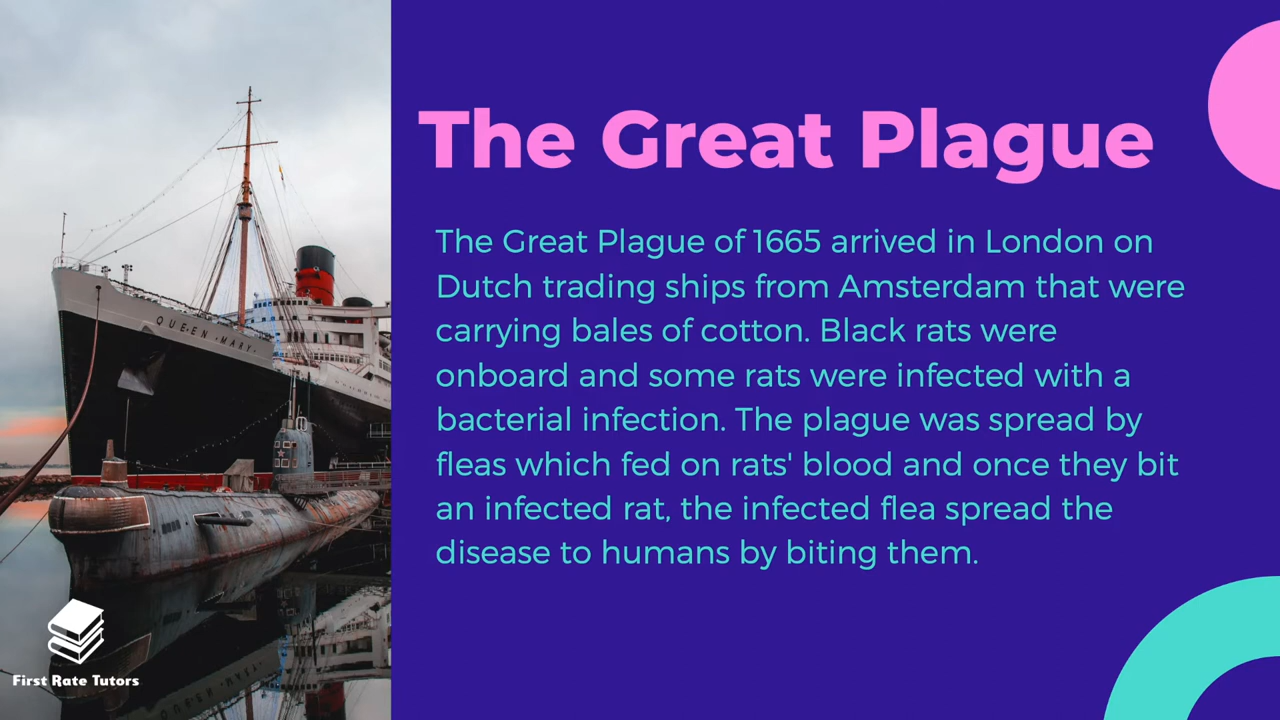 The Great Plague
The Great Plague of 1665 arrived in London on
Dutch trading ships from Amsterdam that were
carrying bales of cotton. Black rats were
onboard and some rats were infected with a
bacterial infection. The plague was spread by
fleas which fed on rats' blood and once they bit
an infected rat, the infected flea spread the
disease to humans by biting them.
QUEEN MARY
First Rate Tutors